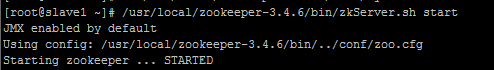 [root@slave1 ~]# /usr/local/zookeeper-3.4.6/bin/zkServer.sh start
JMX enabled by default
Using config: /usr/local/zookeeper-3.4.6/bin/../conf/zoo.cfg
Starting zookeeper ... STARTED